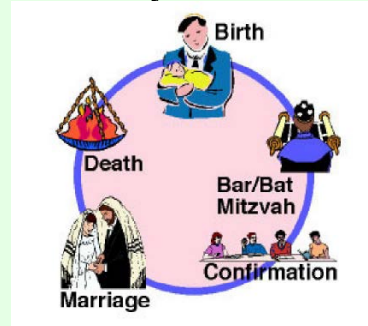 Birth
Bar/Bat
Mitzvah
Confirmation
Marriage
Death